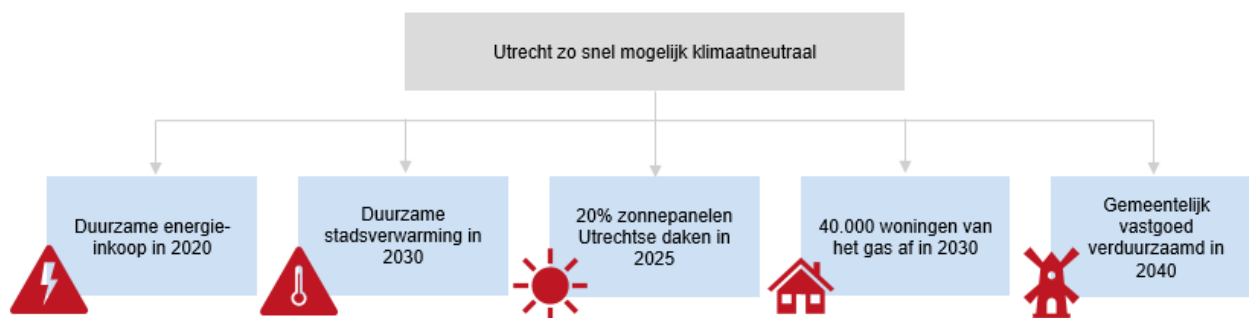 Utrecht zo snel mogelijk klimaatneutraal
Duurzame energie-
inkoop in 2020
Duurzame
stadsverwarming in
2030
20% zonnepanelen
Utrechtse daken in
2025
40.000 woningen van
het gas af in 2030
Gemeentelijk
vastgoed
verduurzaamd in
2040